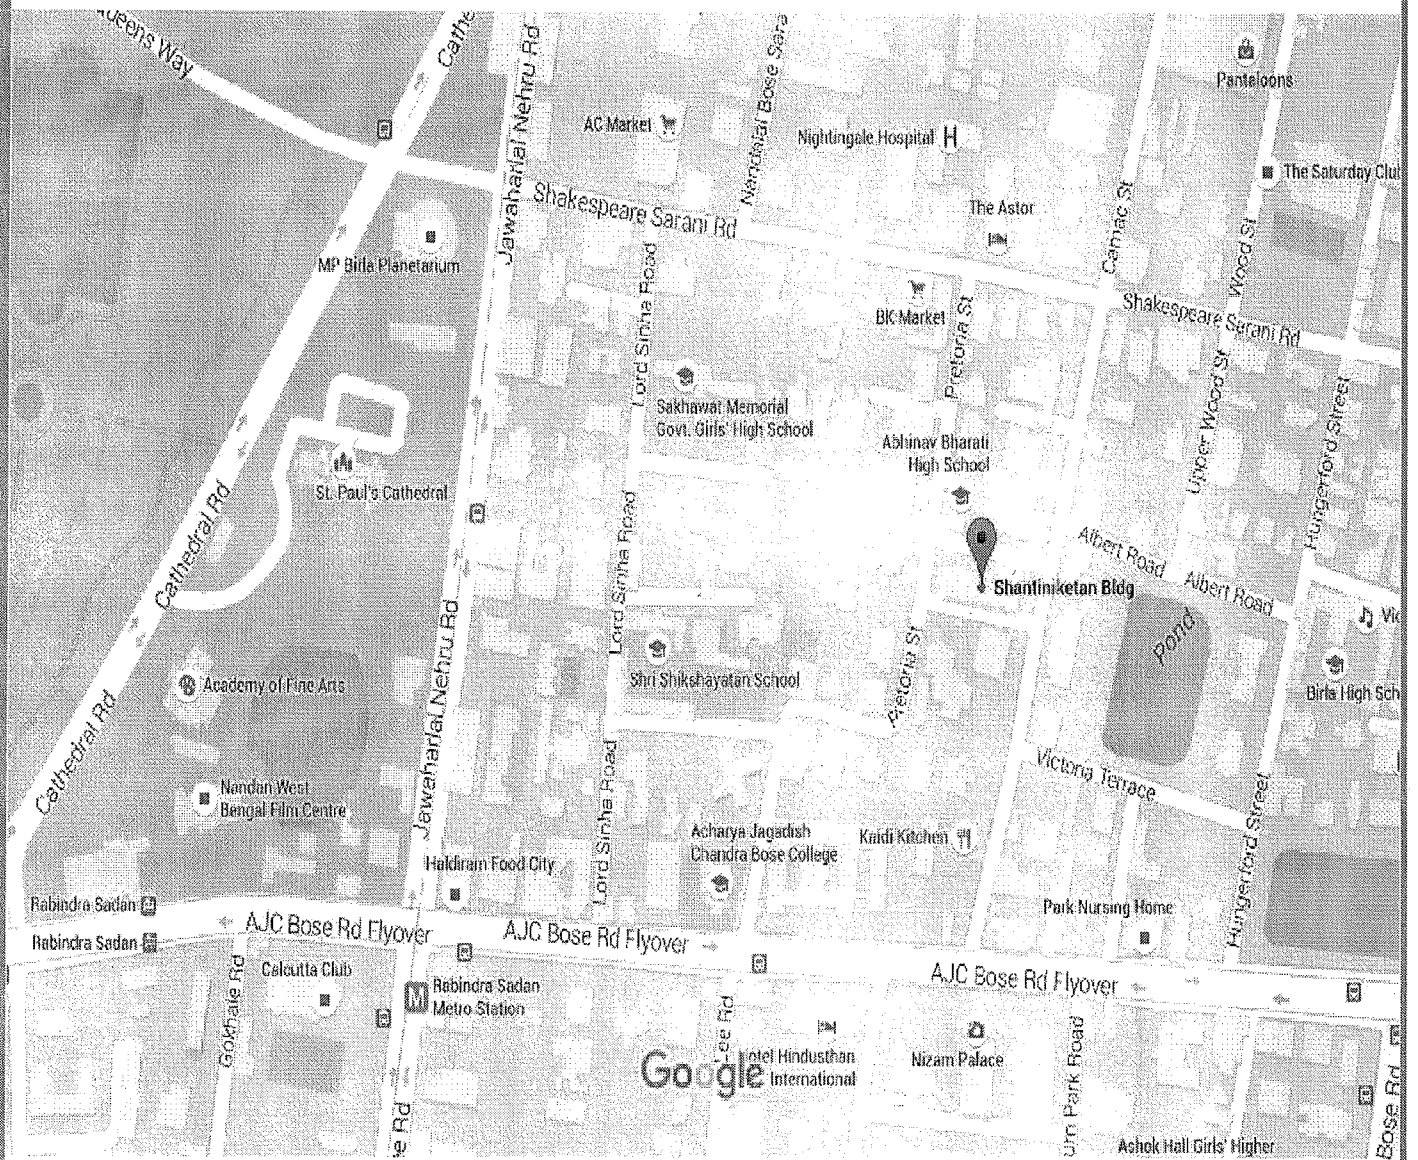 Queens Way
Cathe
Jawaharlal Nehru Rd
Nandalal Bose Sara
Pantaloons
AC Market
Nightingale Hospital
H
The Saturday Club
Shakespeare Sarani Rd
The Astor
Camac St
Wood St
MP Birla Planetarium
Lord Sinha Road
BK Market
Pretoria St
Shakespeare Sarani Rd
Upper Wood St
Hungerford Street
Sakhawat Memorial
Govt. Girls' High School
Abhinav Bharati
High School
St. Paul's Cathedral
Cathedral Rd
Lord Sinha Road
Albert Road
Albert Road
Shantiniketan Bldg
Pond
Vic
Jawaharlal Nehru Rd
Academy of Fine Arts
Shri Shikshayatan School
Pretoria St
Birla High Sch
Cathedral Rd
Victoria Terrace
Nandan West
Bengal Film Centre
Lord Sinha Road
Hungerford Street
Acharya Jagadish
Chandra Bose College
Kaidi Kitchen
Haldiram Food City
Rabindra Sadan
Rabindra Sadan
AJC Bose Rd Flyover
AJC Bose Rd Flyover
Park Nursing Home
AJC Bose Rd Flyover
Calcutta Club
Gokhale Rd
M
Rabindra Sadan
Metro Station
Lee Rd
otel Hindusthan
International
Nizam Palace
Google
urn Park Road
ee Rd
Bose Rd
Ashok Hall Girls' Higher